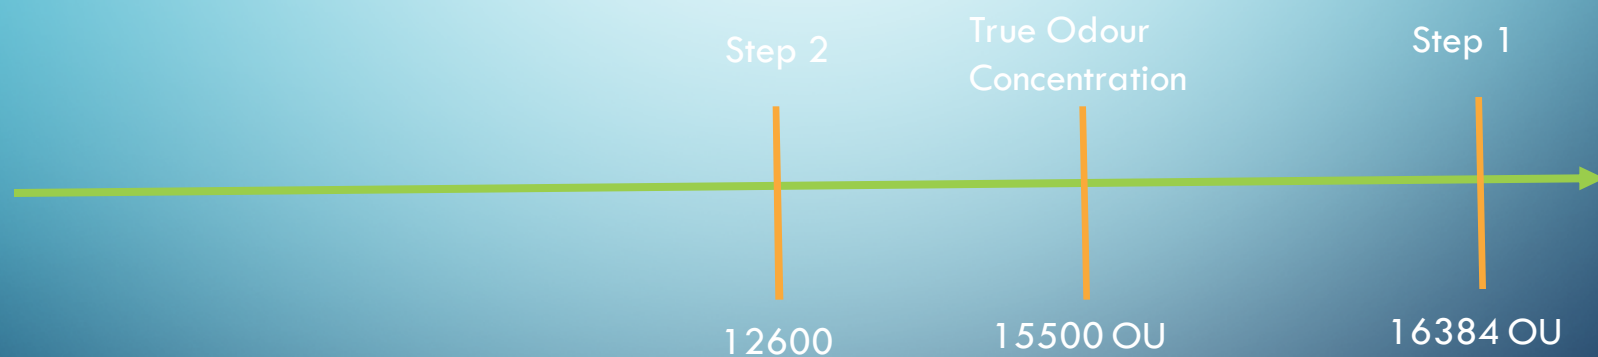 Step 2
True Odour
Concentration
Step 1
12600
15500 OU
16384 OU